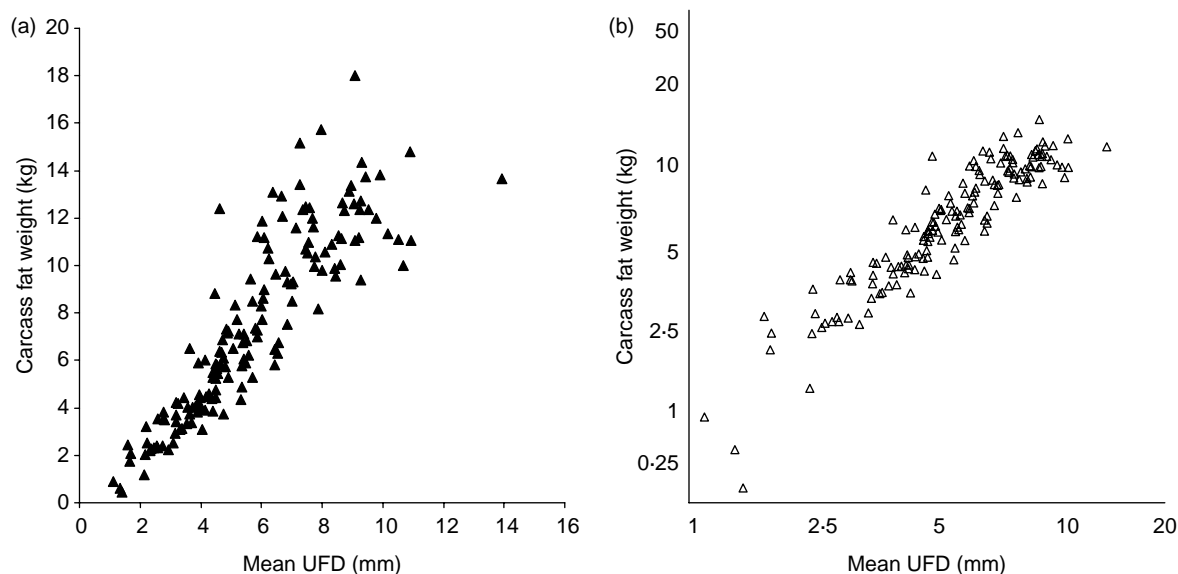 (a)
20
18
16
14
12
10
8
6
4
2
0
Carcass fat weight (kg)
0 2 4 6 8 10 12 14 16
Mean UFD (mm)
(b)
50
20
10
5
2·5
1
0·25
Carcass fat weight (kg)
1 2·5 5 10 20
Mean UFD (mm)